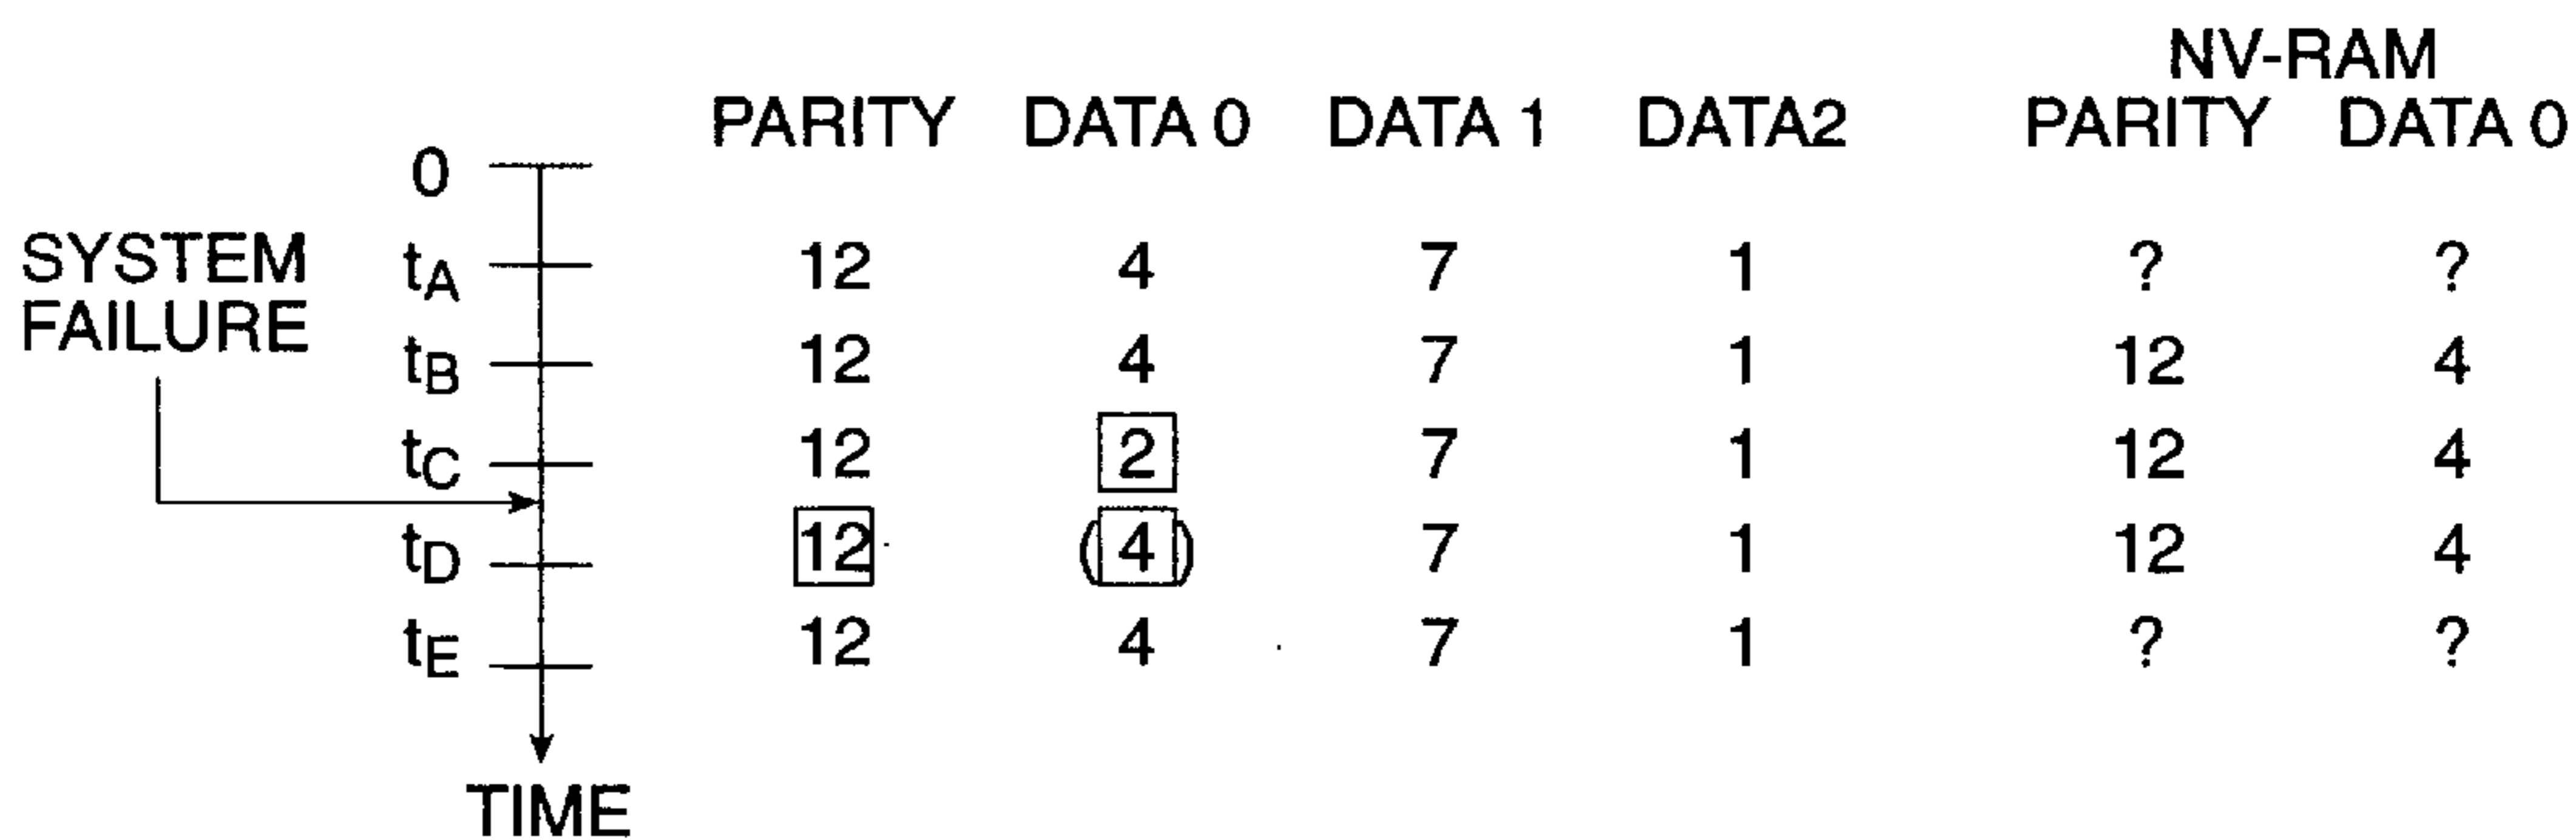 NV-RAM
PARITY DATA 0 DATA 1 DATA2 PARITY DATA 0
0
SYSTEM FAILURE
tA 12 4 7 1 ? ?
tB 12 4 7 1 12 4
tC 12 2 7 1 12 4
tD 12 (4) 7 1 12 4
tE 12 4 7 1 ? ?
TIME